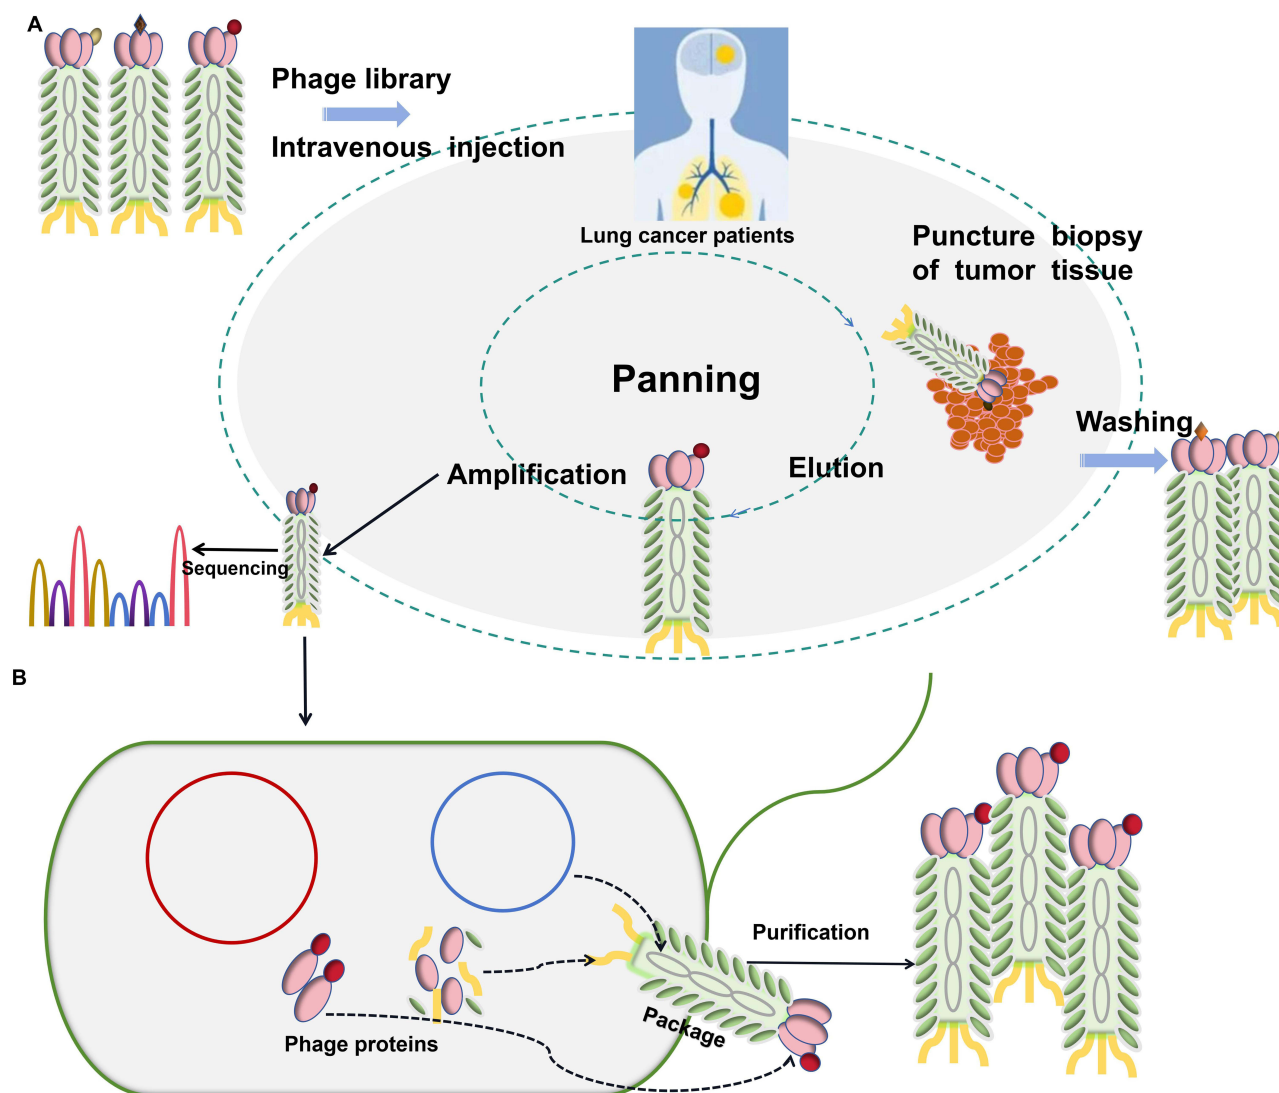 A
Phage library
Intravenous injection
Lung cancer patients
Puncture biopsy
of tumor tissue
Panning
Washing
Elution
Amplification
Sequencing
B
Purification
Package
Phage proteins